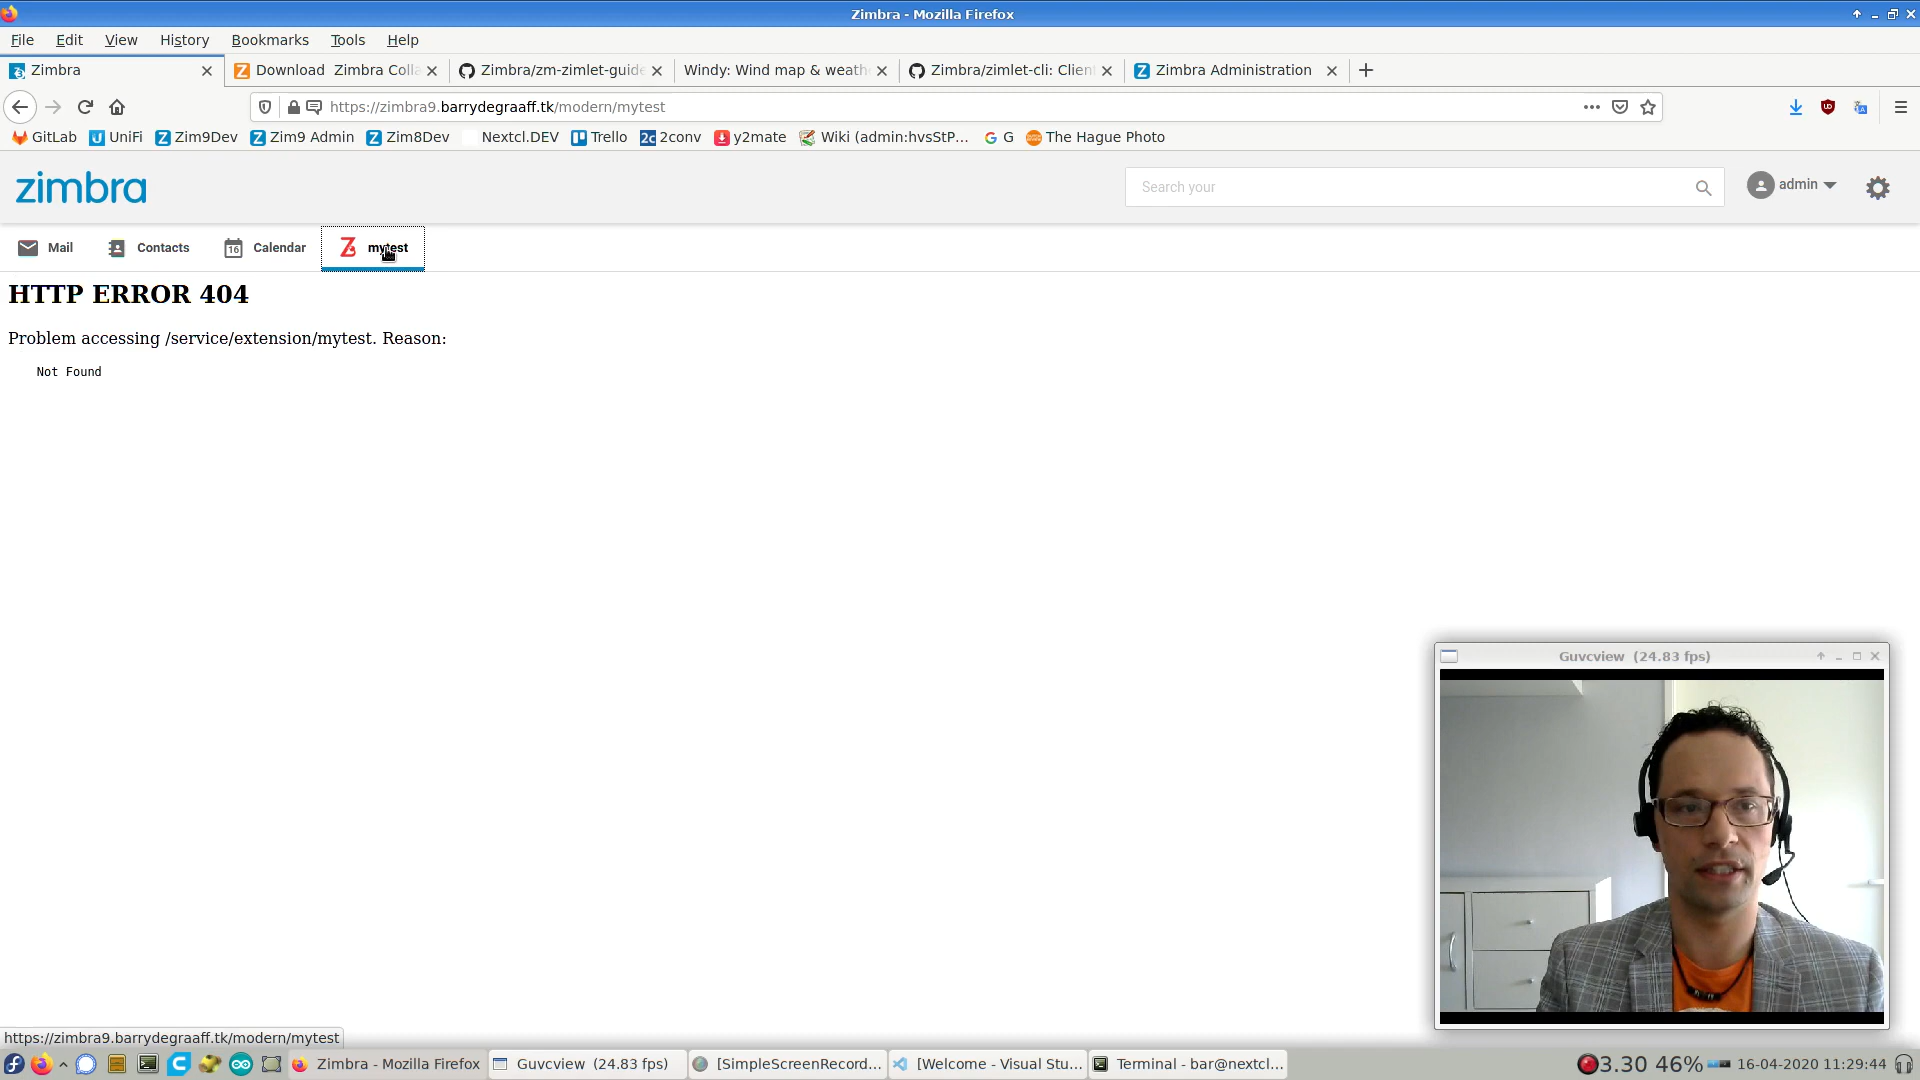 Zimbra - Mozilla Firefox
File Edit View History Bookmarks Tools Help
Zimbra
Download Zimbra Colla
Zimbra/zm-zimlet-guide
Windy: Wind map & weath
Zimbra/zimlet-cli: Clien
Zimbra Administration
https://zimbra9.barrydegraaff.tk/modern/mytest
GitLab UniFi Zim9Dev Zim9 Admin Zim8Dev Nextcl.DEV Trello 2conv y2mate Wiki (admin:hvsStP... G The Hague Photo
zimbra
Search your
admin
Mail Contacts Calendar mytest
HTTP ERROR 404
Problem accessing /service/extension/mytest. Reason:
Not Found
Guvcview (24.83 fps)
https://zimbra9.barrydegraaff.tk/modern/mytest
Zimbra - Mozilla Firefox
Guvcview (24.83 fps)
[SimpleScreenRecord...
[Welcome - Visual Stu...
Terminal - bar@nextcl...
3.30 46% 16-04-2020 11:29:44